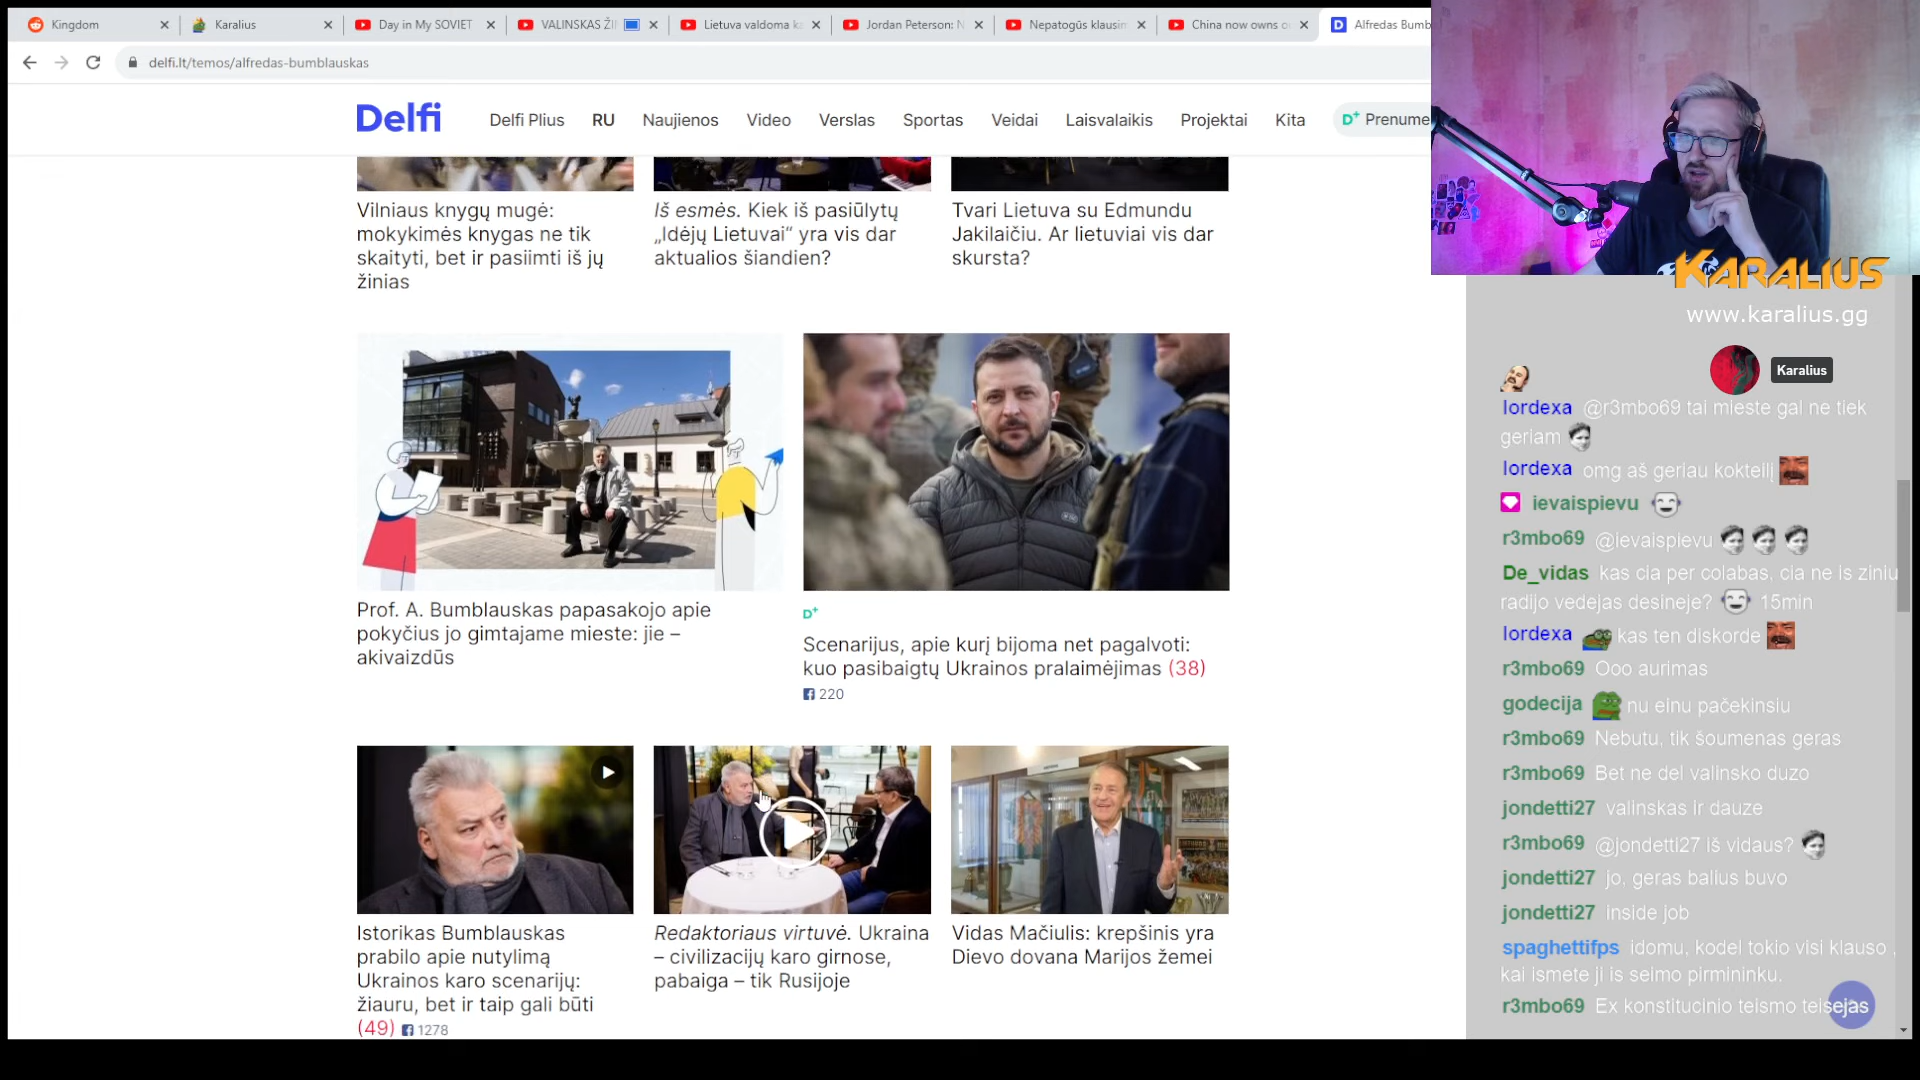 Kingdom
Karalius
Day in My SOVIET
VALINSKAS ŽI
Lietuva valdoma ka
Jordan Peterson: N
Nepatogūs klausim
China now owns o
Alfredas Bumb
delfi.lt/temos/alfredas-bumblauskas
Delfi
Delfi Plius
RU
Naujienos
Video
Verslas
Sportas
Veidai
Laisvalaikis
Projektai
Kita
D+ Prenume
Vilniaus knygų mugė:
mokykimės knygas ne tik
skaityti, bet ir pasiimti iš jų
žinias
Iš esmės. Kiek iš pasiūlytų
„Idėjų Lietuvai“ yra vis dar
aktualios šiandien?
Tvari Lietuva su Edmundu
Jakilaičiu. Ar lietuviai vis dar
skursta?
Prof. A. Bumblauskas papasakojo apie
pokyčius jo gimtajame mieste: jie –
akivaizdūs
D+
Scenarijus, apie kurį bijoma net pagalvoti:
kuo pasibaigtų Ukrainos pralaimėjimas (38)
220
Istorikas Bumblauskas
prabilo apie nutylimą
Ukrainos karo scenarijų:
žiauru, bet ir taip gali būti
(49) 1278
Redaktoriaus virtuvė. Ukraina
– civilizacijų karo girnose,
pabaiga – tik Rusijoje
Vidas Mačiulis: krepšinis yra
Dievo dovana Marijos žemei
KARALIUS
www.karalius.gg
Karalius
lordexa @r3mbo69 tai mieste gal ne tiek
geriam
lordexa omg aš geriau kokteilį
ievaispievu
r3mbo69 @ievaispievu
De_vidas kas cia per colabas, cia ne is ziniu
radijo vedejas desineje? 15min
lordexa kas ten diskorde
r3mbo69 Ooo aurimas
godecija nu einu pačekinsiu
r3mbo69 Nebutu, tik šoumenas geras
r3mbo69 Bet ne del valinsko duzo
jondetti27 valinskas ir dauze
r3mbo69 @jondetti27 iš vidaus?
jondetti27 jo, geras balius buvo
jondetti27 inside job
spaghettifps idomu, kodel tokio visi klauso ,
kai ismete ji is seimo pirmininku.
r3mbo69 Ex konstitucinio teismo teisejas